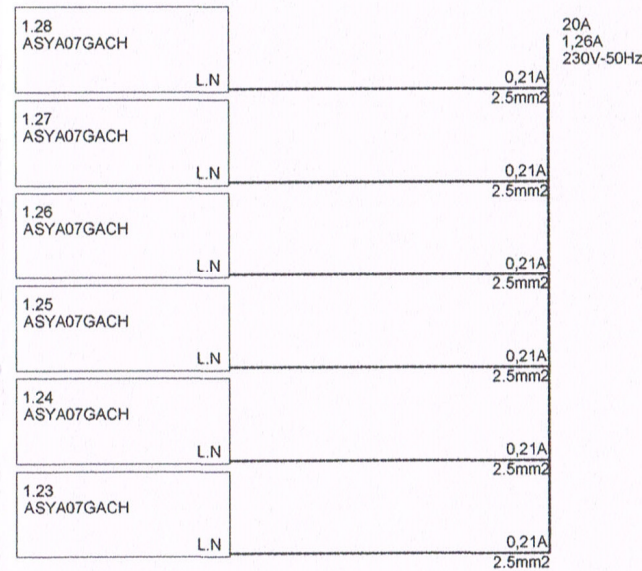 1.28
ASYA07GACH
L.N
0,21A
2.5mm2
20A
1,26A
230V-50Hz
1.27
ASYA07GACH
L.N
0,21A
2.5mm2
1.26
ASYA07GACH
L.N
0,21A
2.5mm2
1.25
ASYA07GACH
L.N
0,21A
2.5mm2
1.24
ASYA07GACH
L.N
0,21A
2.5mm2
1.23
ASYA07GACH
L.N
0,21A
2.5mm2